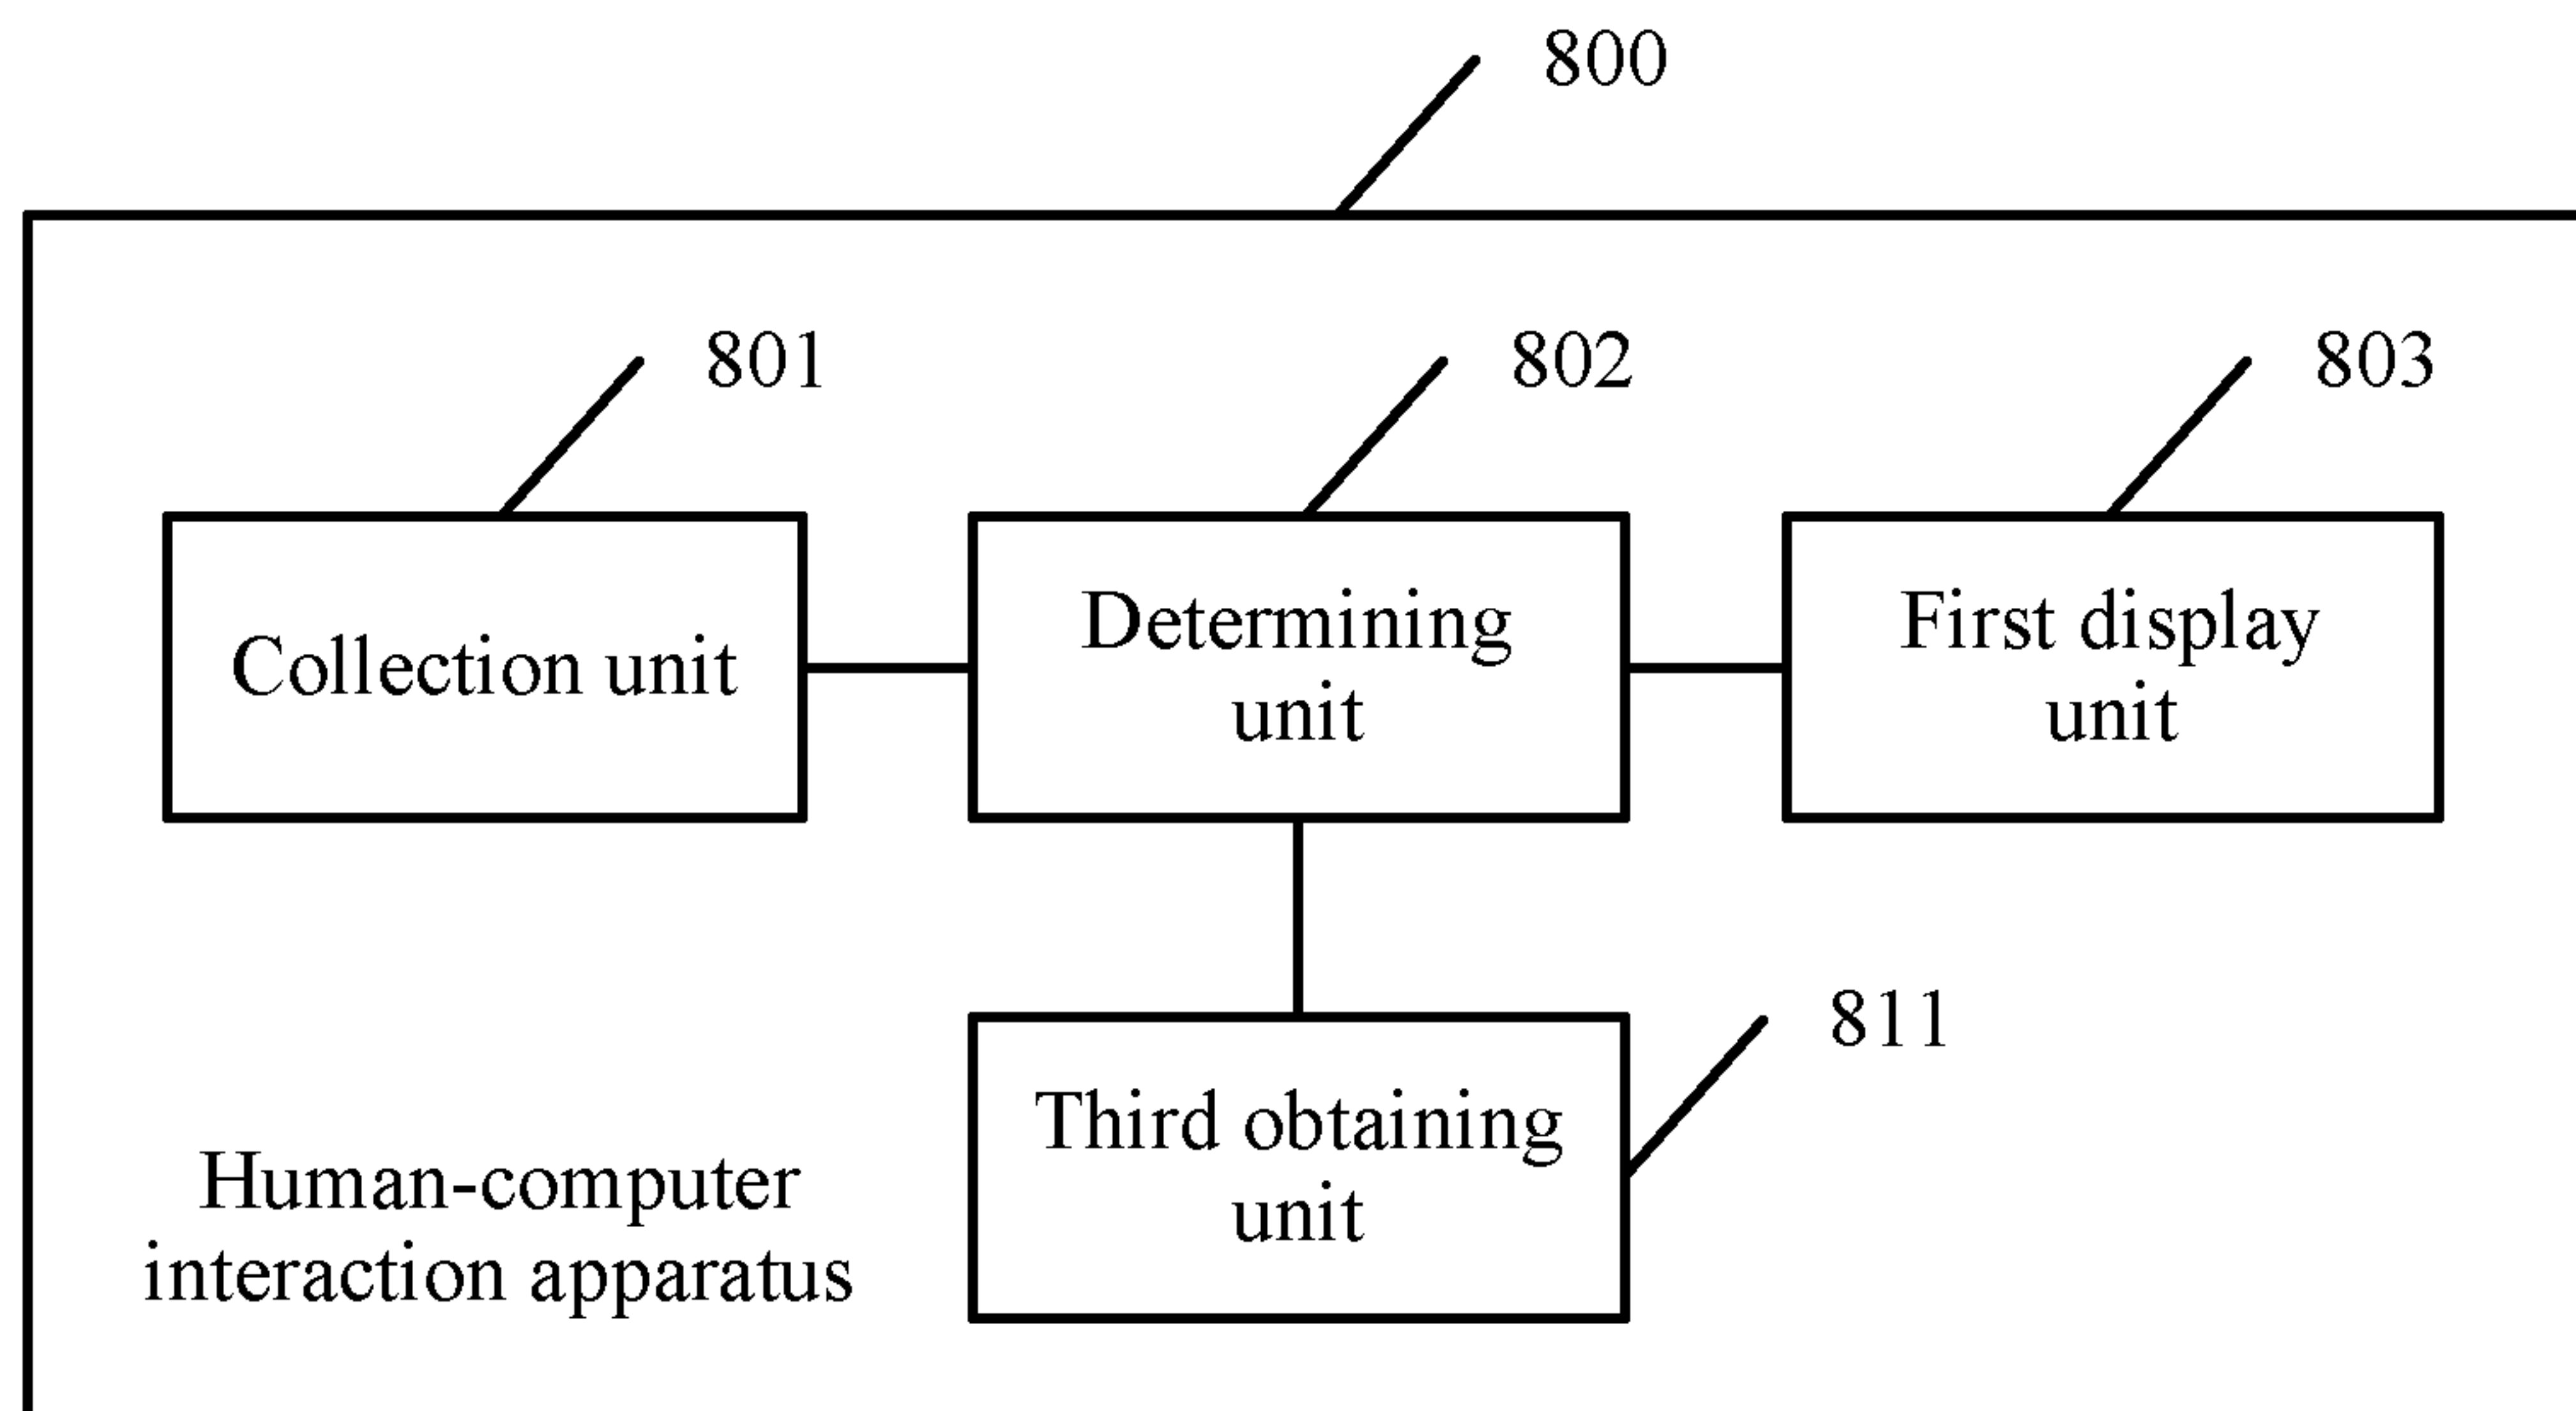 800
801
802
803
Collection unit
Determining
unit
First display
unit
811
Third obtaining
unit
Human-computer
interaction apparatus